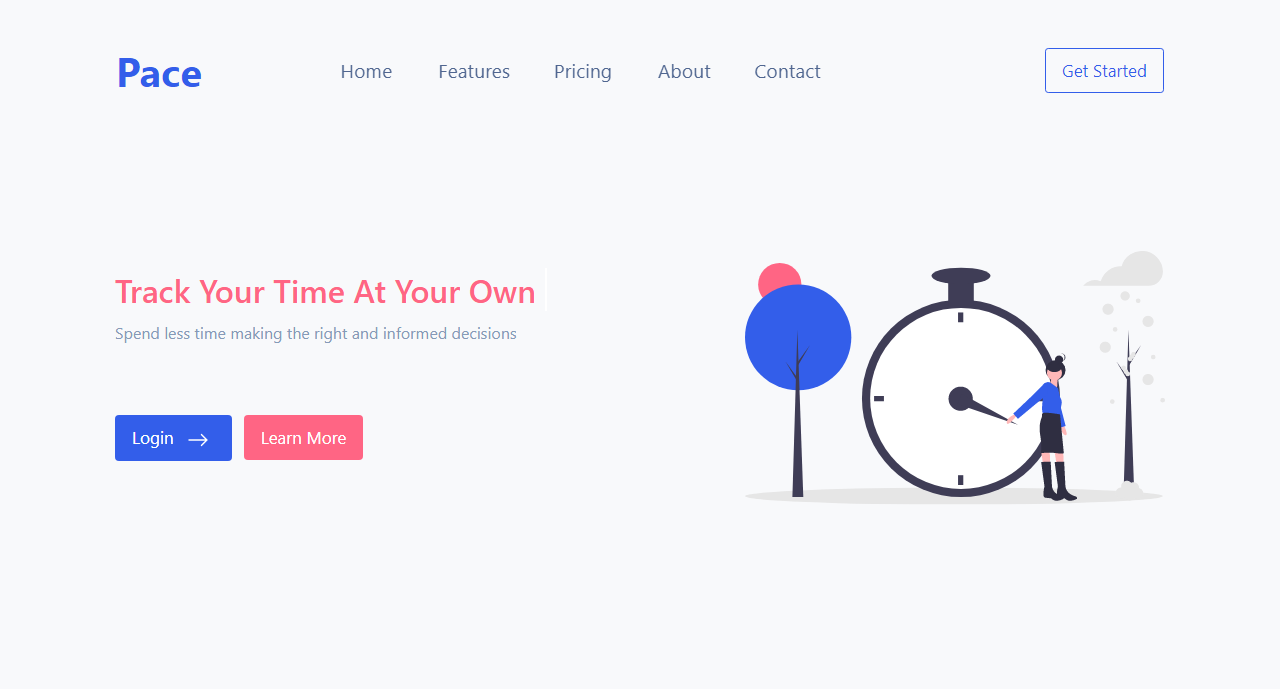 Pace
Home Features Pricing About Contact
Get Started
Track Your Time At Your Own
Spend less time making the right and informed decisions
Login
Learn More